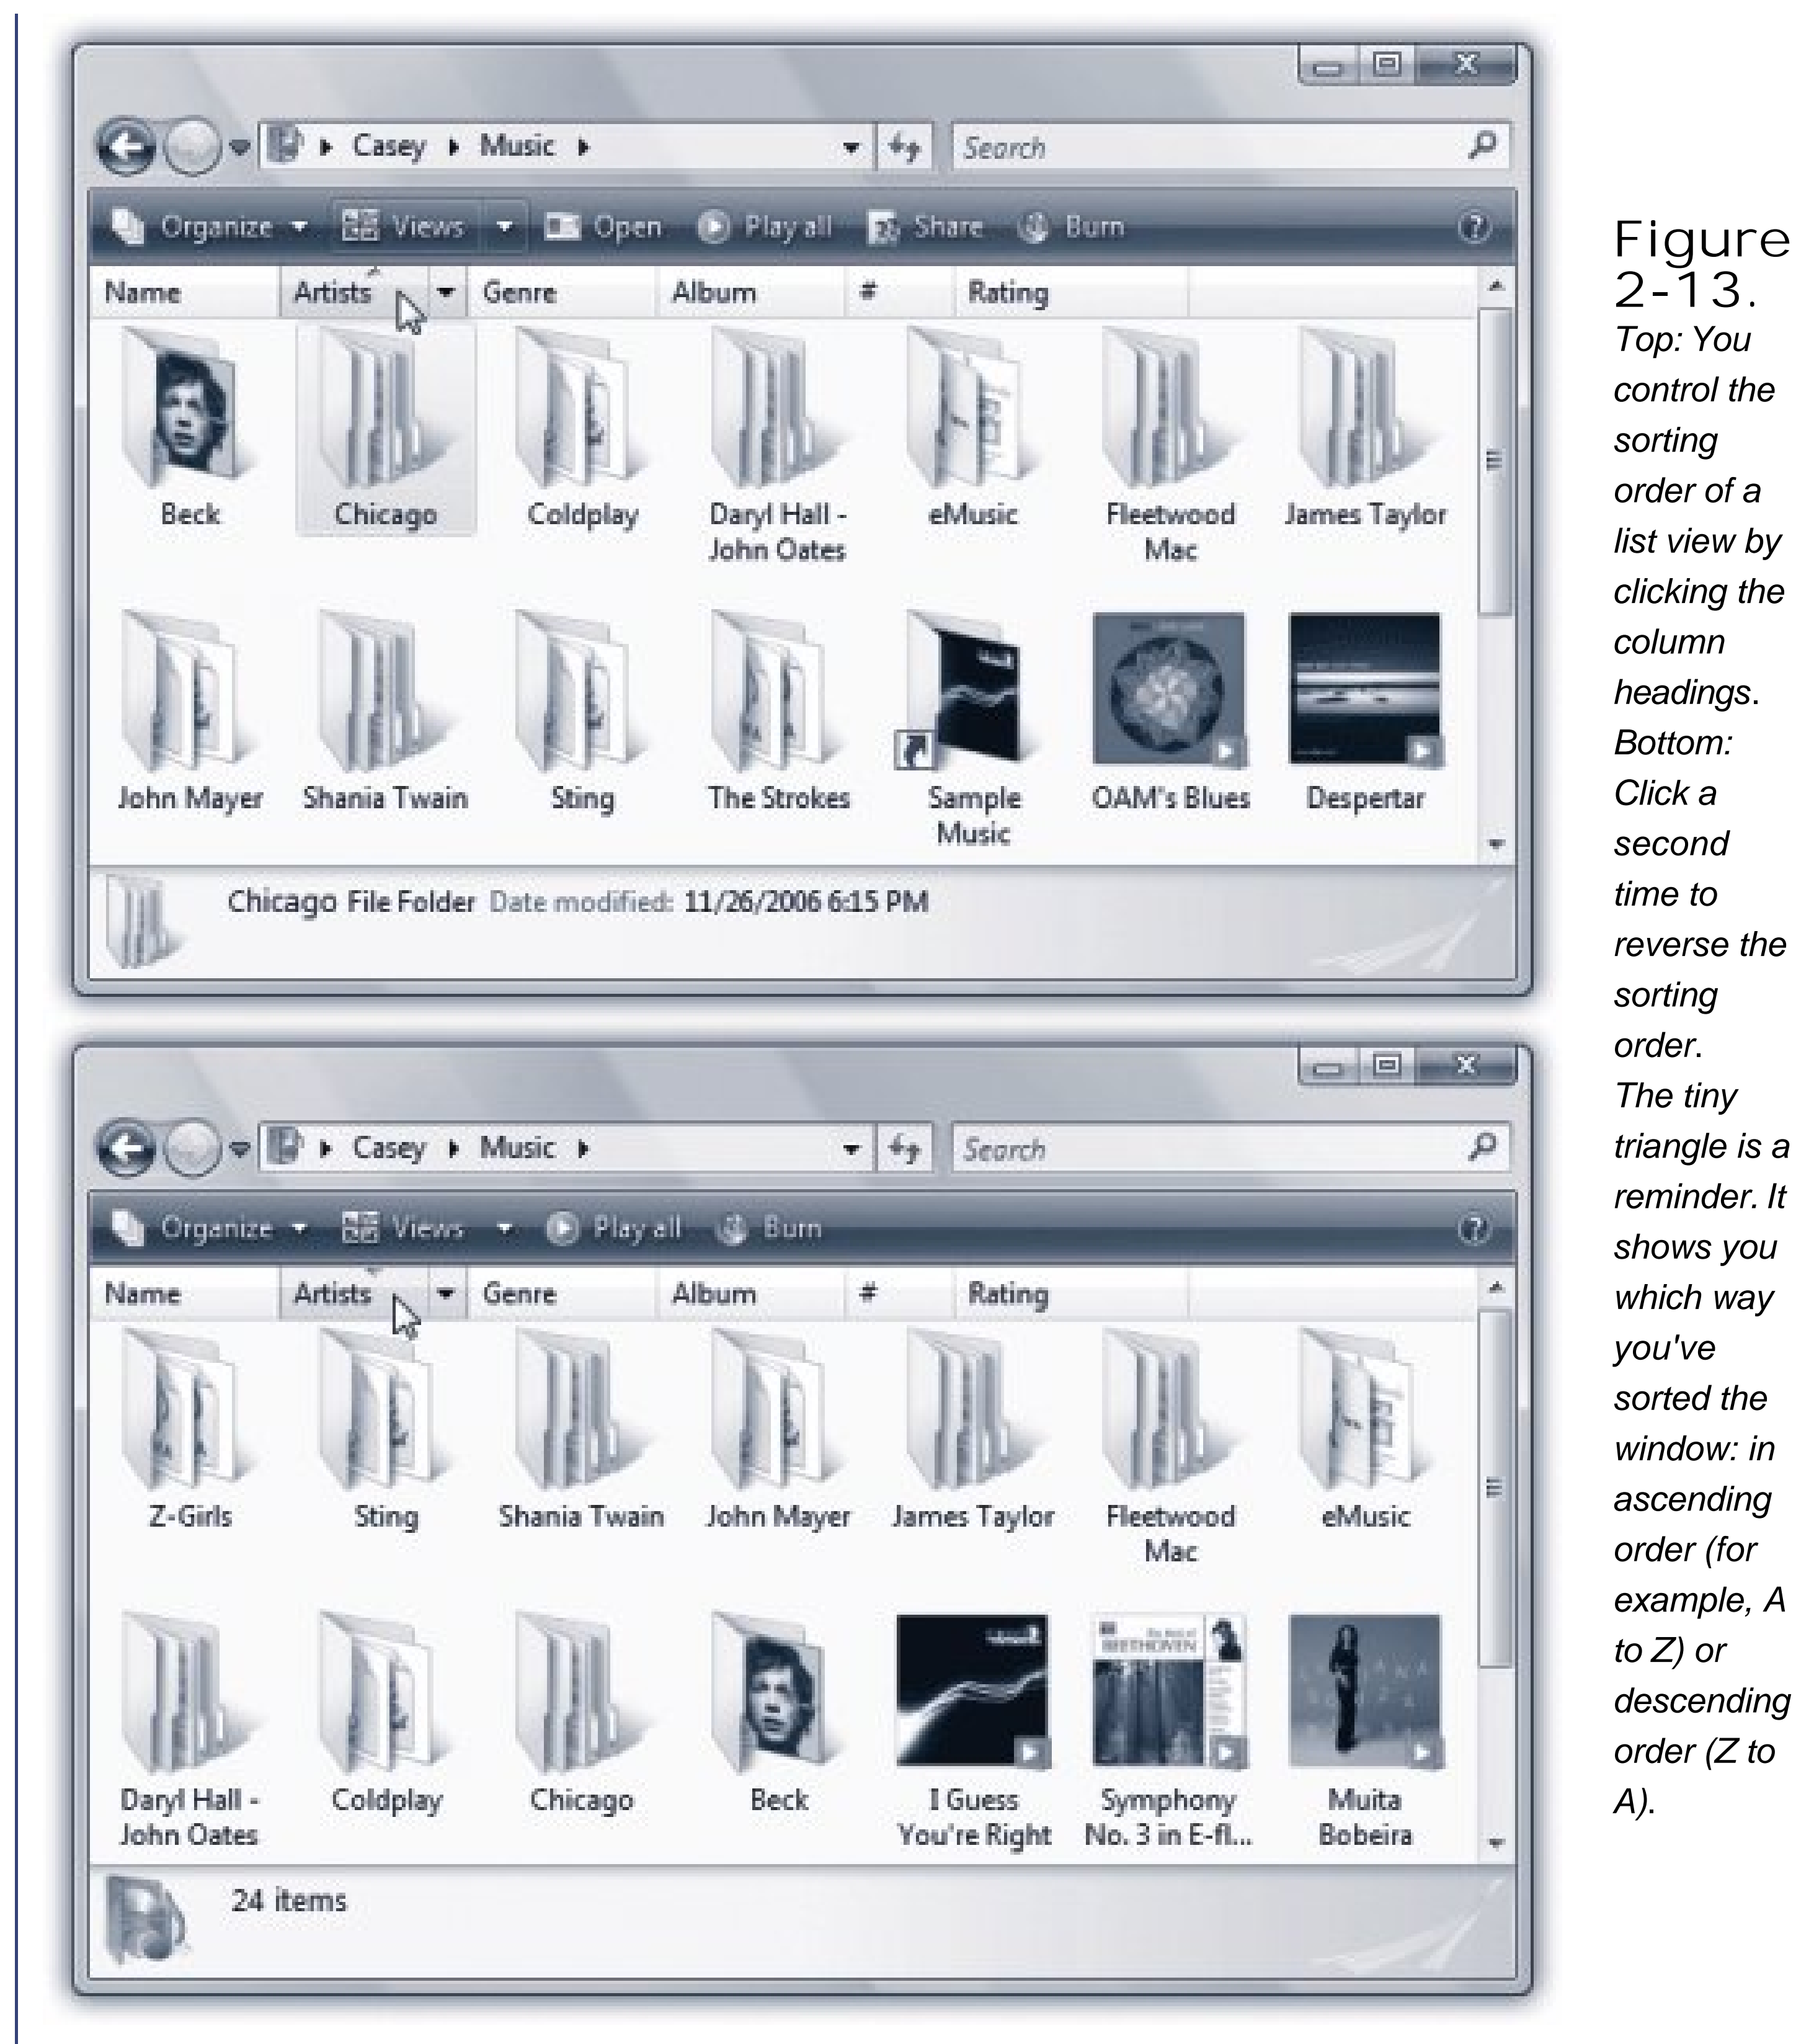 Casey Music Search
Organize Views Open Play all Share Burn ?
Name Artists Genre Album # Rating
Beck Chicago Coldplay Daryl Hall - eMusic Fleetwood James Taylor
John Oates Mac
John Mayer Shania Twain Sting The Strokes Sample OAM's Blues Despertar
Music
Chicago File Folder Date modified: 11/26/2006 6:15 PM
Casey Music Search
Organize Views Play all Burn ?
Name Artists Genre Album # Rating
Z-Girls Sting Shania Twain John Mayer James Taylor Fleetwood eMusic
Mac
BEETHOVEN
Daryl Hall - Coldplay Chicago Beck I Guess Symphony Muita
John Oates You're Right No. 3 in E-fl... Bobeira
24 items
Figure
2-13.
Top: You
control the
sorting
order of a
list view by
clicking the
column
headings.
Bottom:
Click a
second
time to
reverse the
sorting
order.
The tiny
triangle is a
reminder. It
shows you
which way
you've
sorted the
window: in
ascending
order (for
example, A
to Z) or
descending
order (Z to
A).